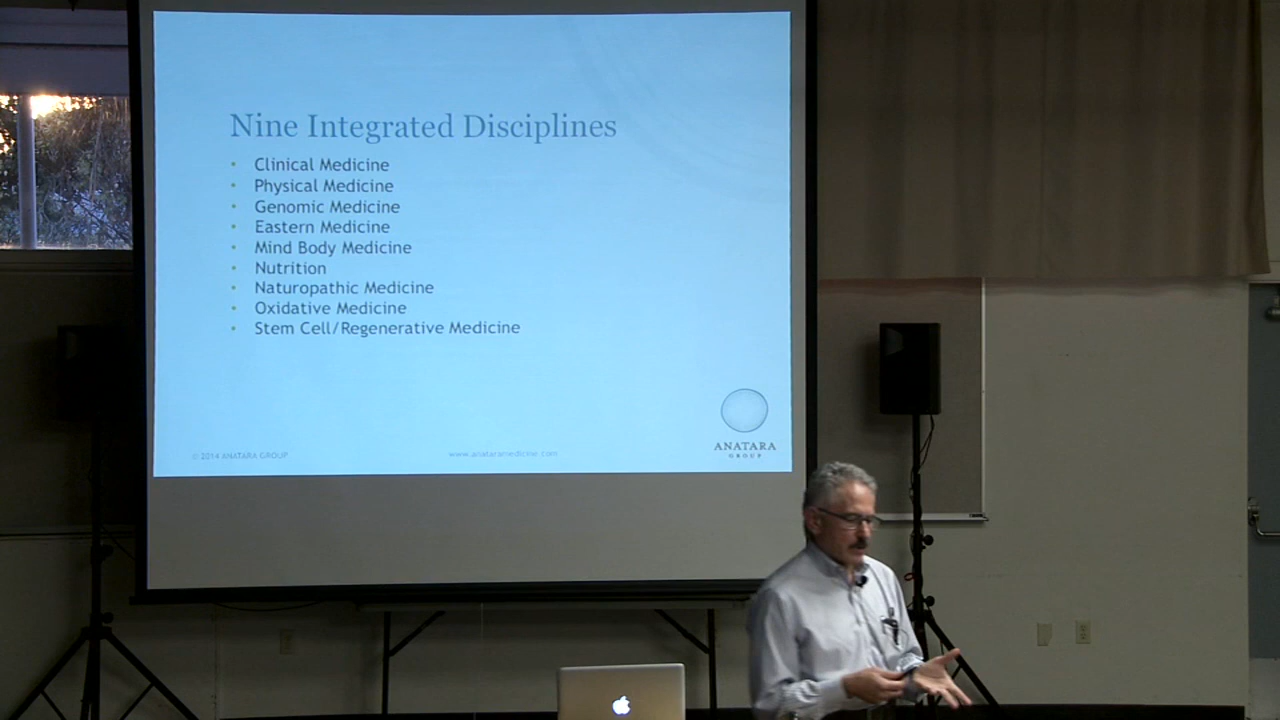 Nine Integrated Disciplines
• Clinical Medicine
• Physical Medicine
• Genomic Medicine
• Eastern Medicine
• Mind Body Medicine
• Nutrition
• Naturopathic Medicine
• Oxidative Medicine
• Stem Cell/Regenerative Medicine
ANATARA
GROUP
© 2014 ANATARA GROUP
www.anataramedicine.com